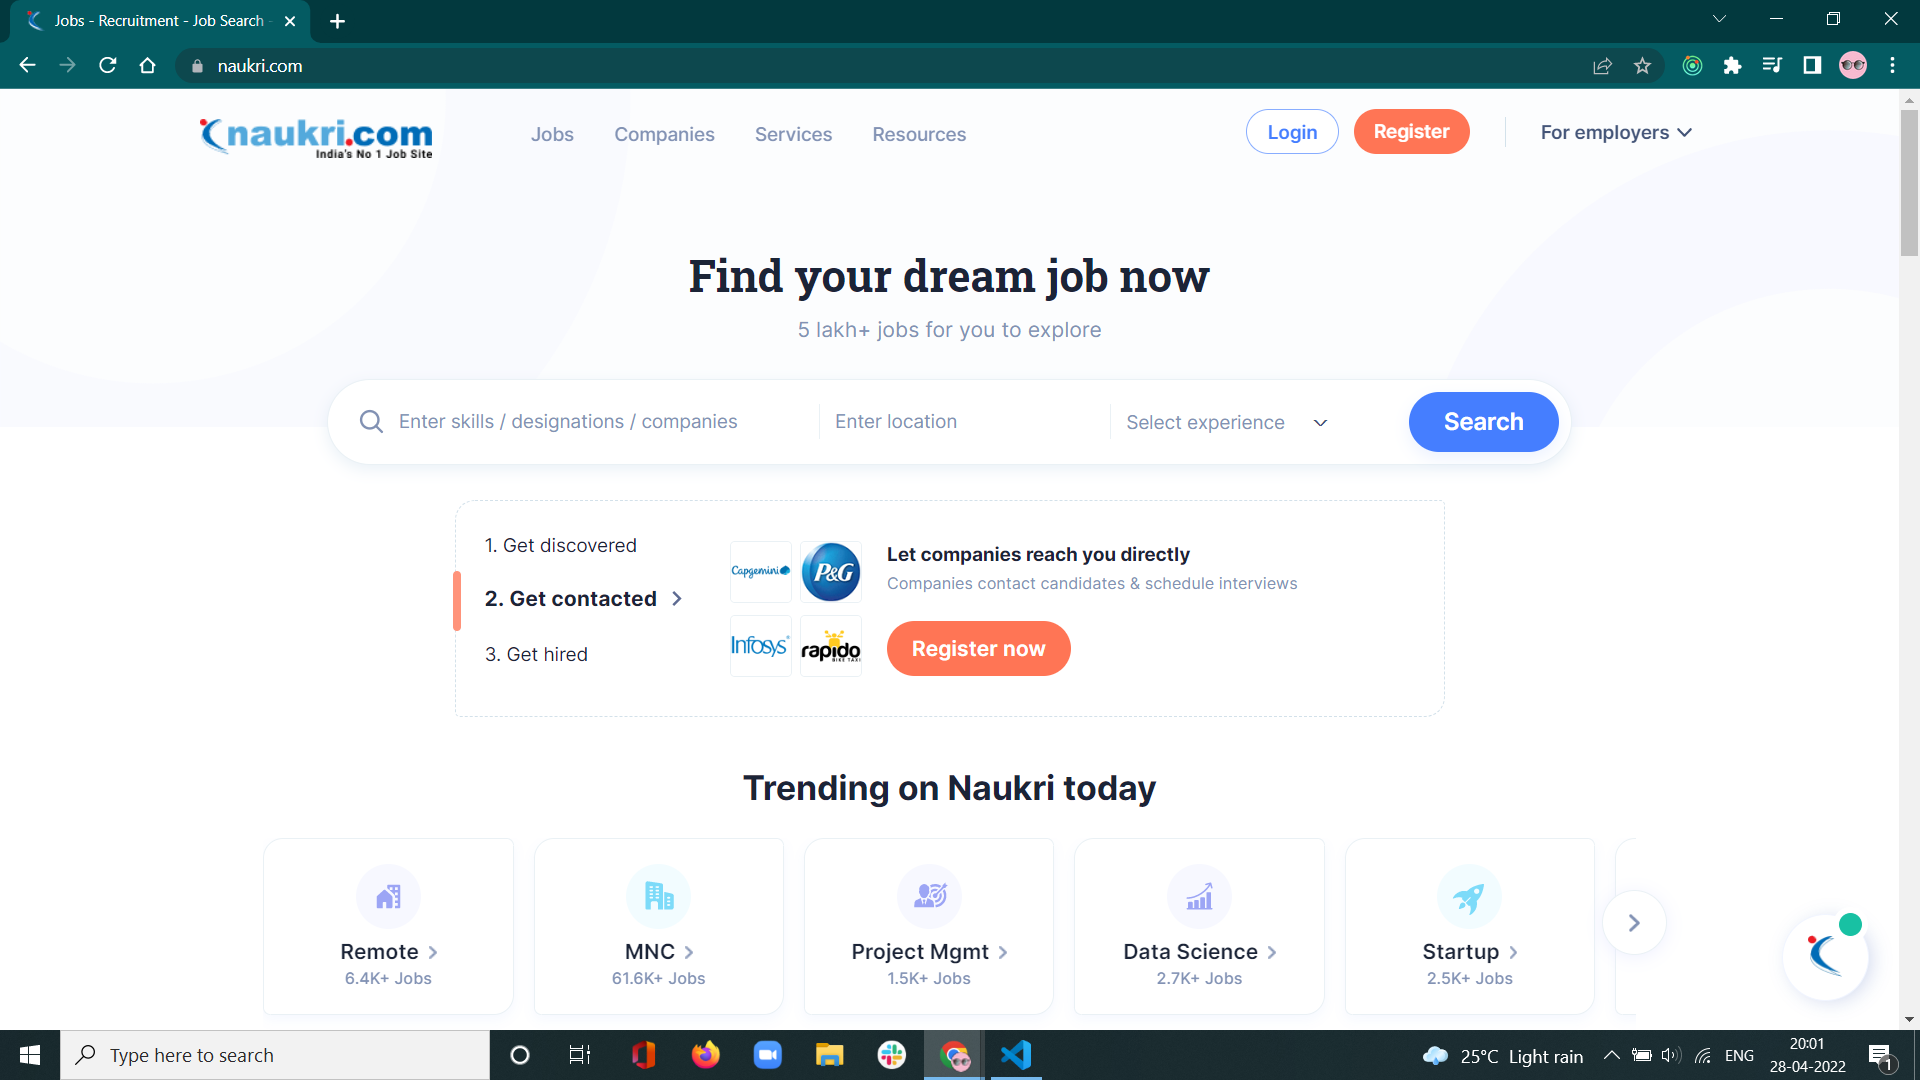 Jobs - Recruitment - Job Search -
naukri.com
naukri.com
India's No 1 Job Site
Jobs
Companies
Services
Resources
Login
Register
For employers
Find your dream job now
5 lakh+ jobs for you to explore
Enter skills / designations / companies
Enter location
Select experience
Search
1. Get discovered
2. Get contacted
3. Get hired
Capgemini
P&G
Infosys
rapido
BIKE TAXI
Let companies reach you directly
Companies contact candidates & schedule interviews
Register now
Trending on Naukri today
Remote
6.4K+ Jobs
MNC
61.6K+ Jobs
Project Mgmt
1.5K+ Jobs
Data Science
2.7K+ Jobs
Startup
2.5K+ Jobs
Type here to search
25°C Light rain
ENG
20:01
28-04-2022
1